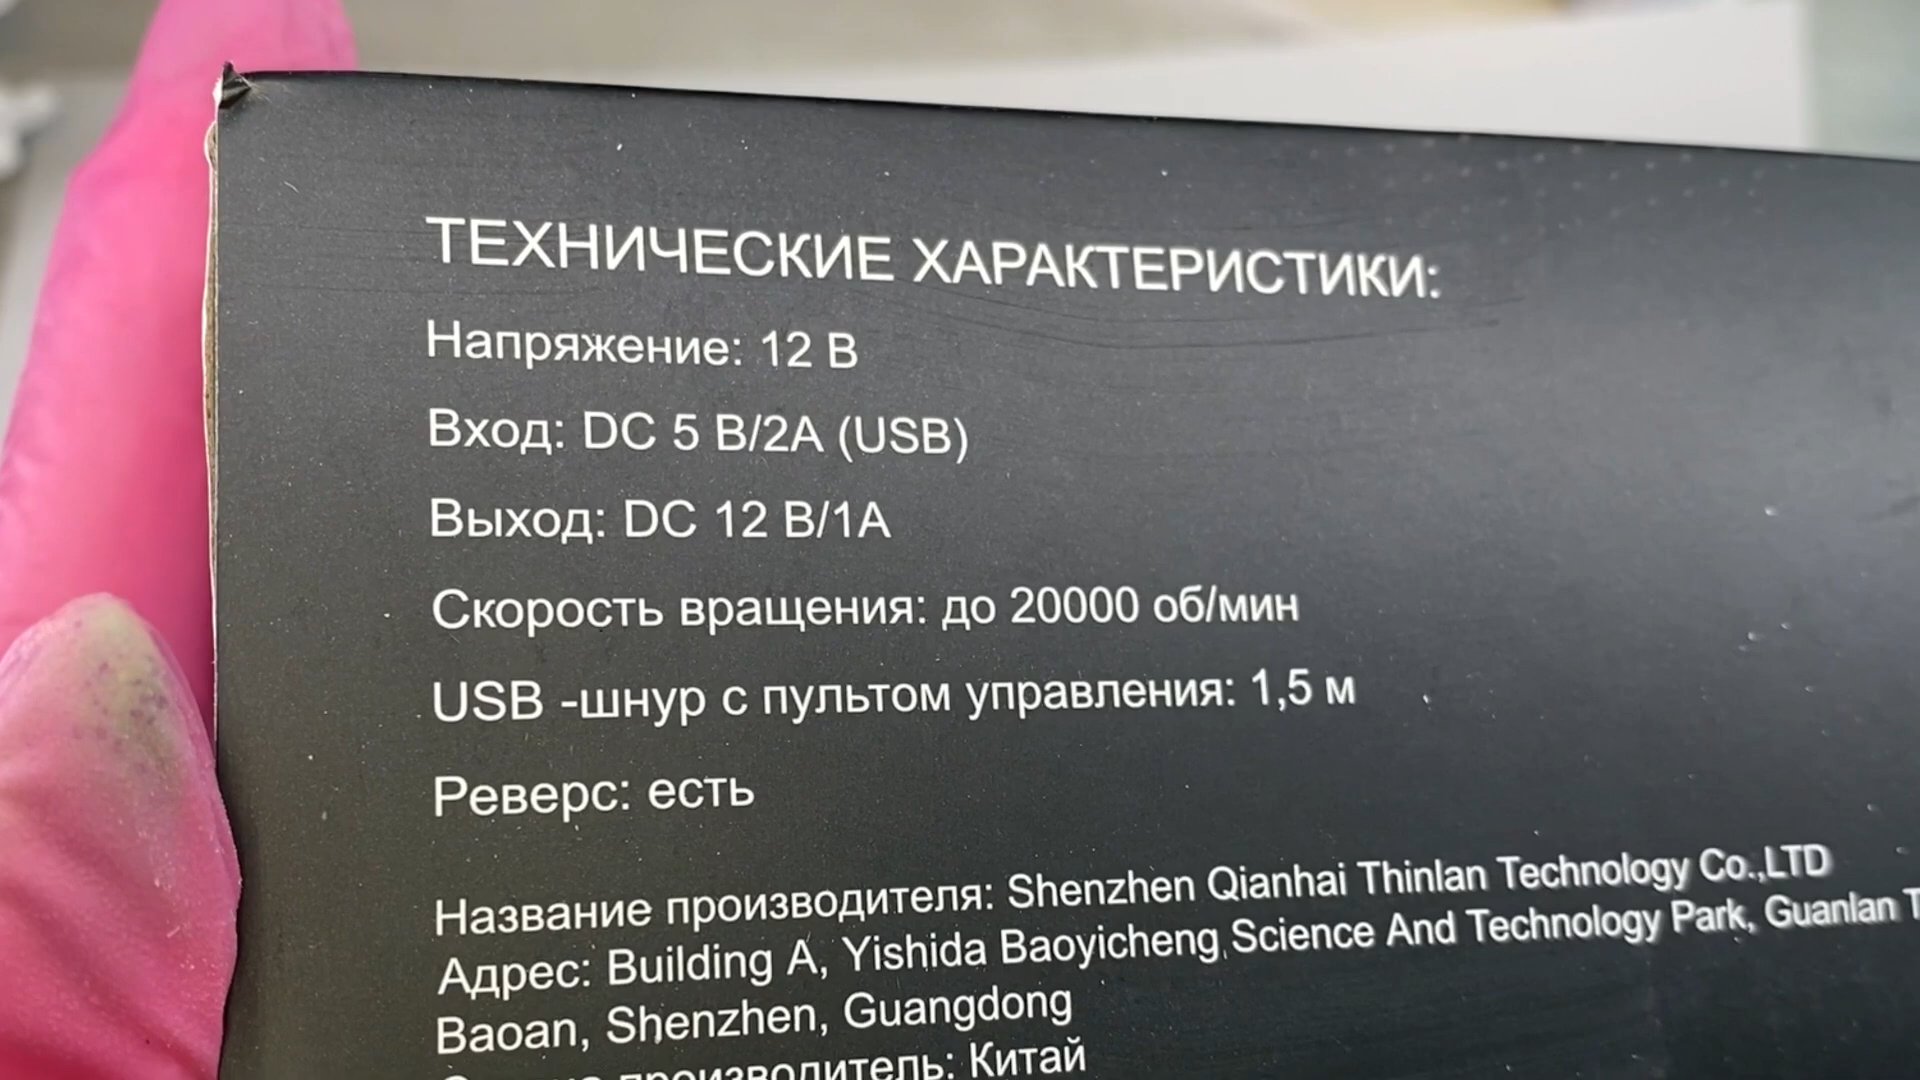 ТЕХНИЧЕСКИЕ ХАРАКТЕРИСТИКИ:
Напряжение: 12 В
Вход: DC 5 В/2А (USB)
Выход: DC 12 В/1А
Скорость вращения: до 20000 об/мин
USB -шнур с пультом управления: 1,5 м
Реверс: есть
Название производителя: Shenzhen Qianhai Thinlan Technology Co.,LTD
Адрес: Building A, Yishida Baoyicheng Science And Technology Park, Guanlan
Baoan, Shenzhen, Guangdong
производитель: Китай